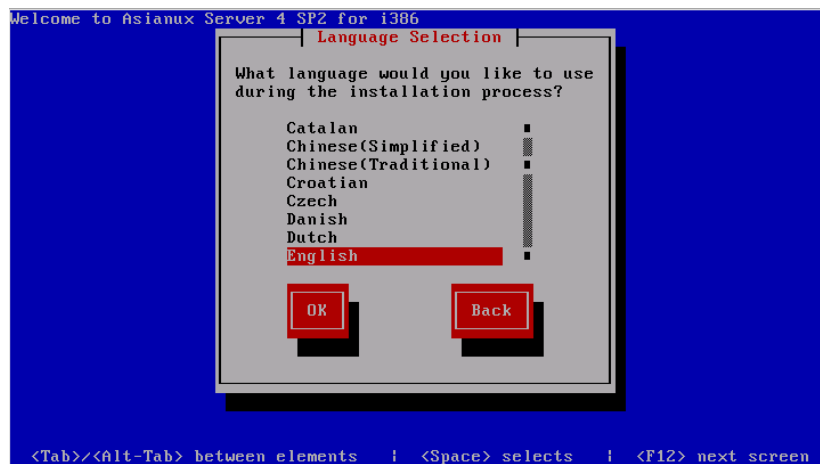 Welcome to Asianux Server 4 SP2 for i386
Language Selection
What language would you like to use
during the installation process?
Catalan
Chinese(Simplified)
Chinese(Traditional)
Croatian
Czech
Danish
Dutch
English
OK Back
<Tab>/<Alt-Tab> between elements | <Space> selects | <F12> next screen